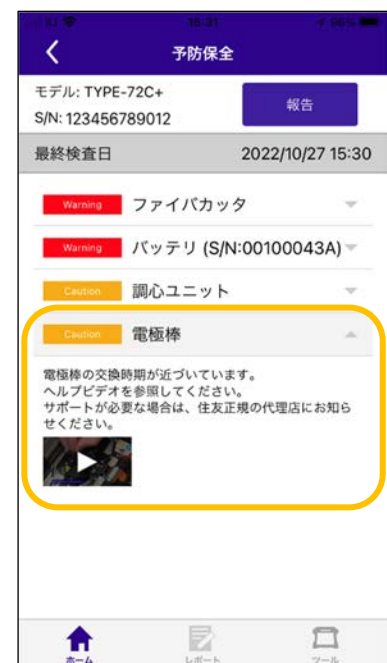 15:31
96%
予防保全
モデル: TYPE-72C+
S/N: 123456789012
報告
最終検査日 2022/10/27 15:30
Warning ファイバカッタ
Warning バッテリ (S/N:00100043A)
Caution 調心ユニット
Caution 電極棒
電極棒の交換時期が近づいています。
ヘルプビデオを参照してください。
サポートが必要な場合は、住友正規の代理店にお知ら
せください。
ホーム レポート ツール